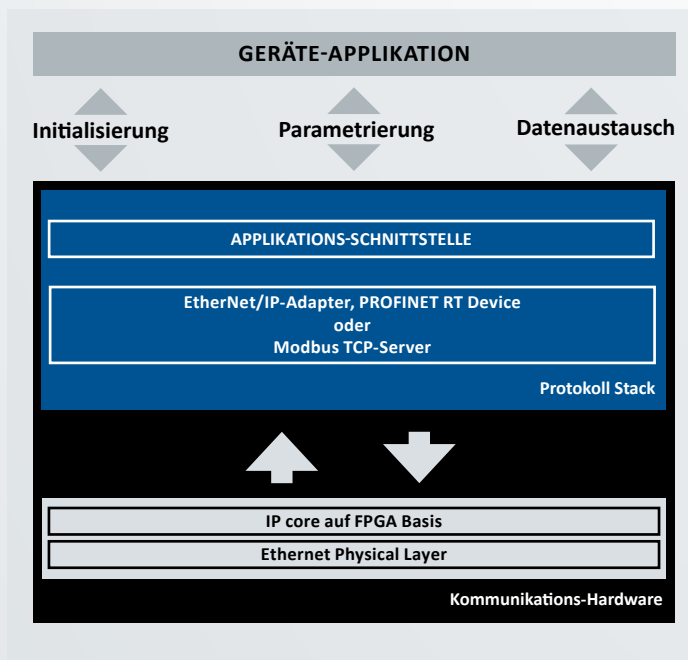 GERÄTE-APPLIKATION
Initialisierung
Parametrierung
Datenaustausch
APPLIKATIONS-SCHNITTSTELLE
EtherNet/IP-Adapter, PROFINET RT Device
oder
Modbus TCP-Server
Protokoll Stack
IP core auf FPGA Basis
Ethernet Physical Layer
Kommunikations-Hardware